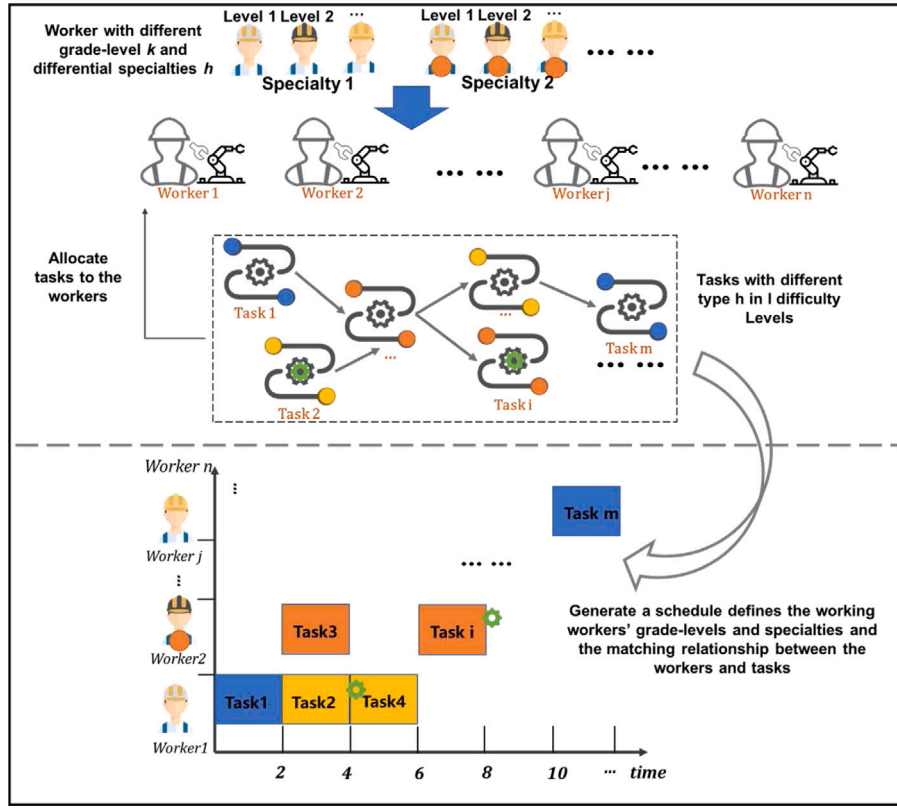 Worker with different
grade-level k and
differential specialties h
Level 1 Level 2 ...
Specialty 1
Level 1 Level 2 ...
Specialty 2
... ...
Worker 1
Worker 2
... ...
Worker j
... ...
Worker n
Allocate
tasks to the
workers
Task 1
Task 2
...
...
Task i
Task m
... ...
Tasks with different
type h in l difficulty
Levels
Worker n
...
Worker j
...
Worker2
Worker1
Task m
... ...
Task3
Task i
Task1
Task2
Task4
2 4 6 8 10 ... time
Generate a schedule defines the working
workers' grade-levels and specialties and
the matching relationship between the
workers and tasks